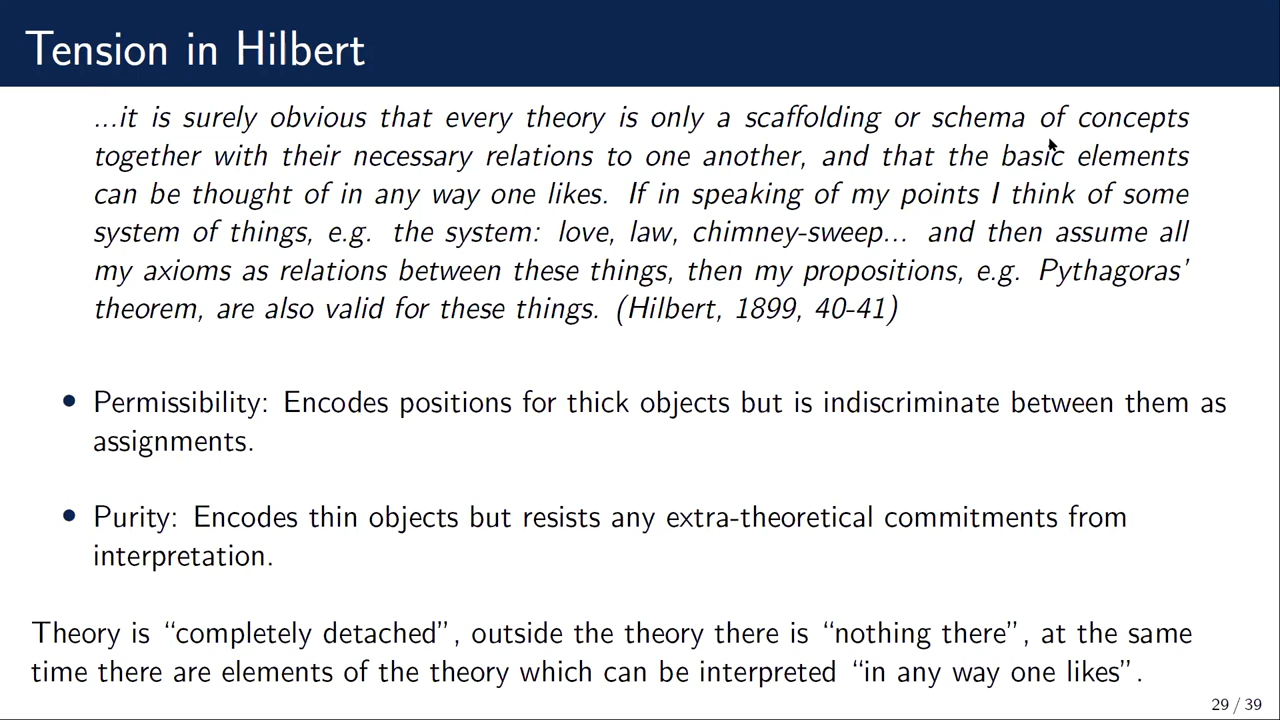 Tension in Hilbert
...it is surely obvious that every theory is only a scaffolding or schema of concepts
together with their necessary relations to one another, and that the basic elements
can be thought of in any way one likes. If in speaking of my points I think of some
system of things, e.g. the system: love, law, chimney-sweep... and then assume all
my axioms as relations between these things, then my propositions, e.g. Pythagoras'
theorem, are also valid for these things. (Hilbert, 1899, 40-41)
• Permissibility: Encodes positions for thick objects but is indiscriminate between them as
assignments.
• Purity: Encodes thin objects but resists any extra-theoretical commitments from
interpretation.
Theory is “completely detached”, outside the theory there is “nothing there”, at the same
time there are elements of the theory which can be interpreted “in any way one likes”.
29 / 39